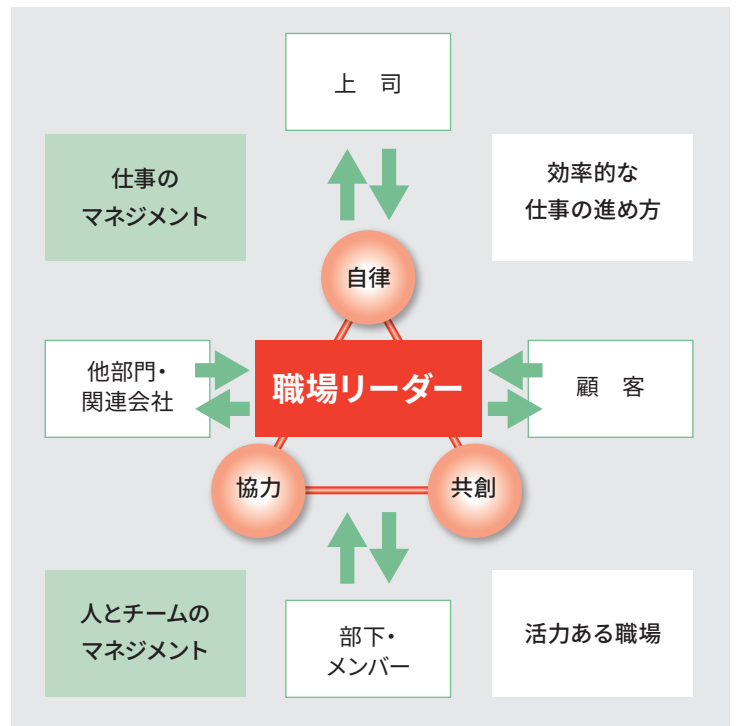 上　司
仕事の
マネジメント
効率的な
仕事の進め方
自律
他部門・
関連会社
職場リーダー
顧　客
協力
共創
人とチームの
マネジメント
部下・
メンバー
活力ある職場